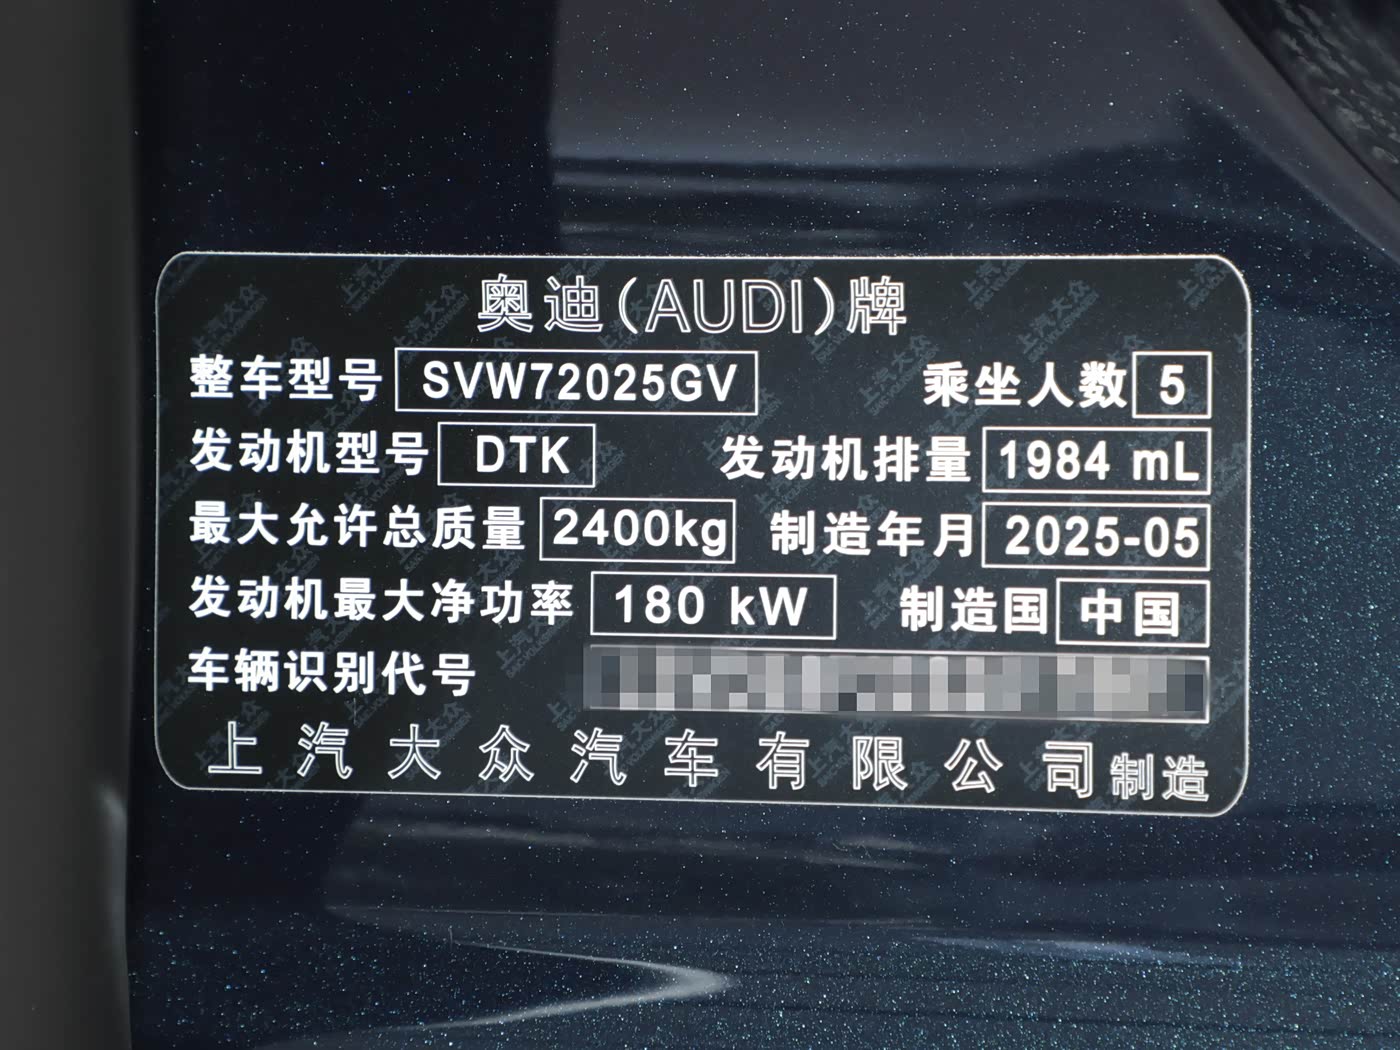 奥迪(AUDI)牌
整车型号 SVW72025GV 乘坐人数 5
发动机型号 DTK 发动机排量 1984 mL
最大允许总质量 2400kg 制造年月 2025-05
发动机最大净功率 180 kW 制造国 中国
车辆识别代号
上汽大众汽车有限公司制造